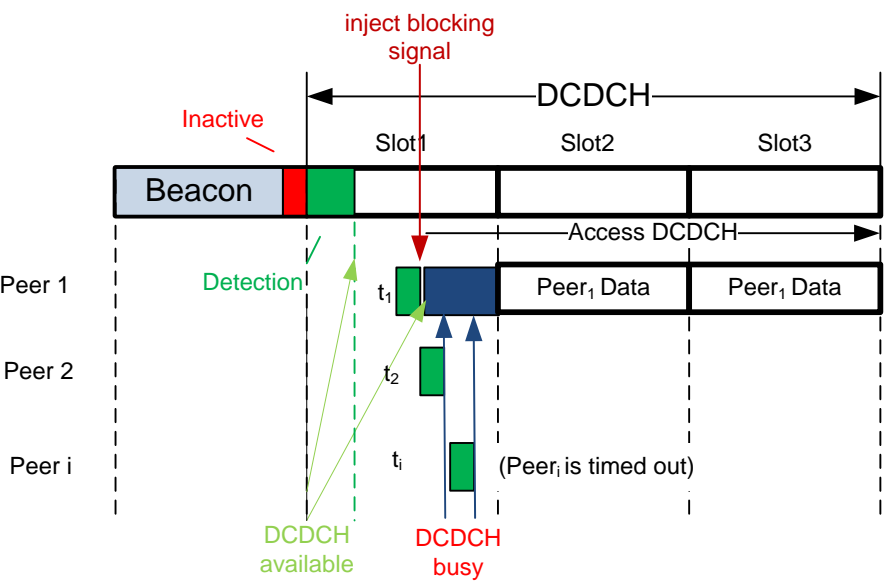 inject blocking
signal
DCDCH
Inactive
Slot1
Slot2
Slot3
Beacon
Access DCDCH
Peer 1
Detection
t1
Peer1 Data
Peer1 Data
Peer 2
t2
Peer i
ti
(Peeri is timed out)
DCDCH
available
DCDCH
busy